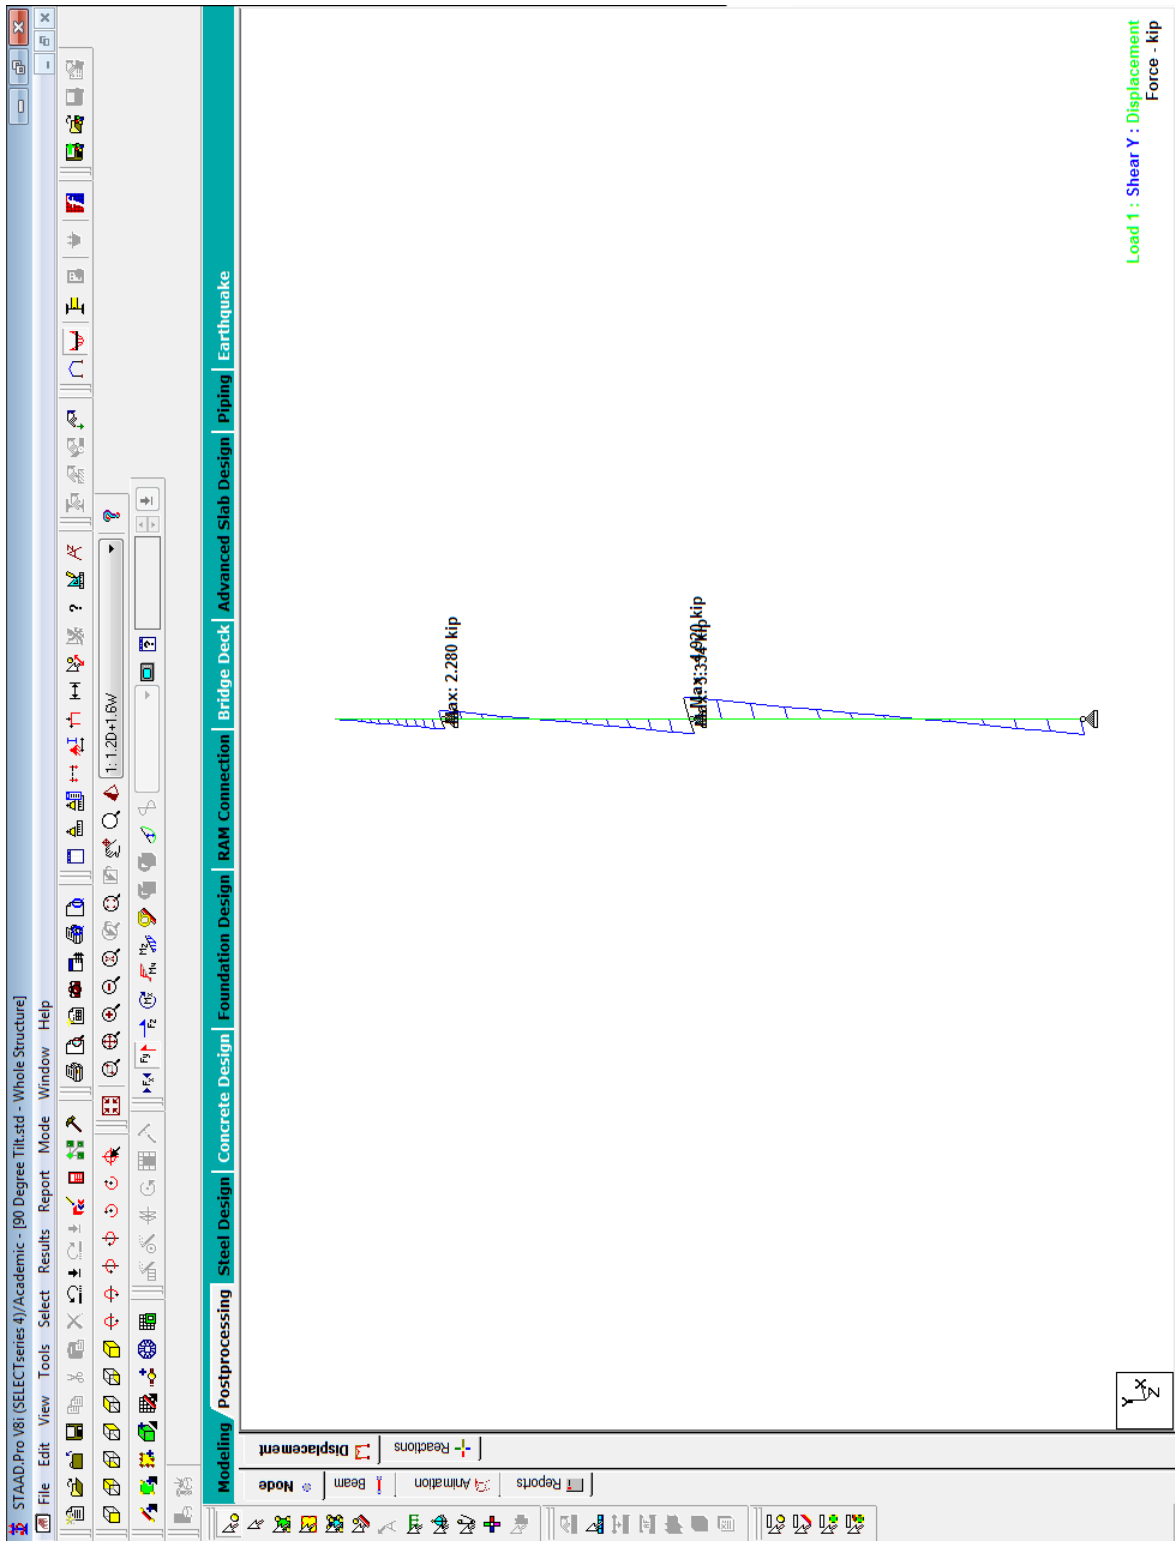 STAAD.Pro V8i (SELECTseries 4)/Academic - [90 Degree Tilt.std - Whole Structure]
File Edit View Tools Select Results Report Mode Window Help
1: 1.2D+1.6W
Modeling Postprocessing Steel Design Concrete Design Foundation Design RAM Connection Bridge Deck Advanced Slab Design Piping Earthquake
Node
Beam
Animation
Reports
Displacement
Reactions
Max: 2.280 kip
Load 1 : Shear Y : Displacement
Force - kip
Y
X
Z